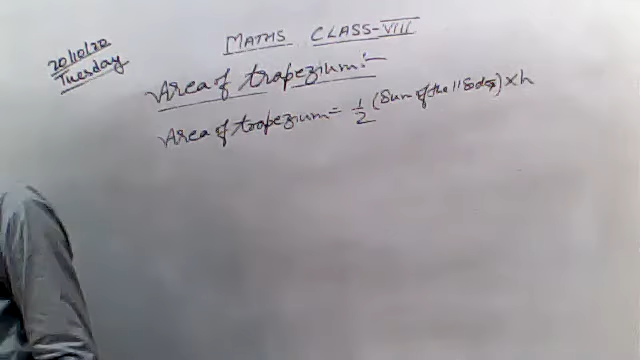 20/10/20
Tuesday
MATHS CLASS-VIII
Area of trapezium:-
Area of trapezium = 1/2 (Sum of the || sides) × h